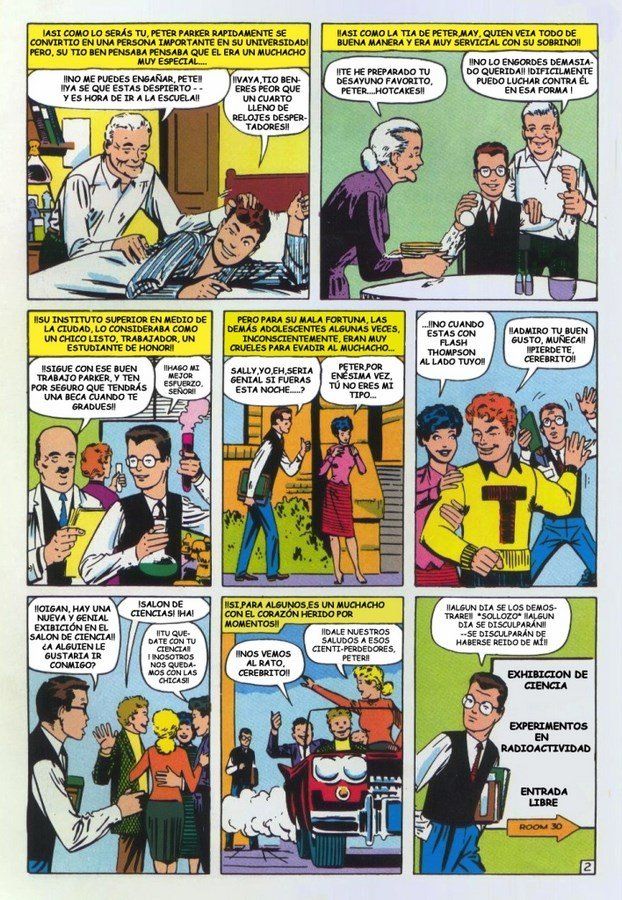 !ASI COMO LO SERÁS TU, PETER PARKER RAPIDAMENTE SE
CONVIRTIO EN UNA PERSONA IMPORTANTE EN SU UNIVERSIDAD!
PERO, SU TIO BEN PENSABA PENSABA QUE EL ERA UN MUCHACHO
MUY ESPECIAL....
!!NO ME PUEDES ENGAÑAR, PETE!!
!!YA SE QUE ESTAS DESPIERTO - -
Y ES HORA DE IR A LA ESCUELA!!
!!VAYA,TIO BEN-
ERES PEOR QUE
UN CUARTO
LLENO DE
RELOJES DESPER-
TADORES!!
!!ASI COMO LA TIA DE PETER,MAY, QUIEN VEIA TODO DE
BUENA MANERA Y ERA MUY SERVICIAL CON SU SOBRINO!!
!!TE HE PREPARADO TU
DESAYUNO FAVORITO,
PETER....HOTCAKES!!
!!NO LO ENGORDES DEMASIA-
DO QUERIDA!! !DIFICILMENTE
PUEDO LUCHAR CONTRA ÉL
EN ESA FORMA !
!!SU INSTITUTO SUPERIOR EN MEDIO DE
LA CIUDAD, LO CONSIDERABA COMO
UN CHICO LISTO, TRABAJADOR, UN
ESTUDIANTE DE HONOR!!
!!SIGUE CON ESE BUEN
TRABAJO PARKER, Y TEN
POR SEGURO QUE TENDRÁS
UNA BECA CUANDO TE
GRADUES!!
!!HAGO MI
MEJOR
ESFUERZO,
SEÑOR!!
PERO PARA SU MALA FORTUNA, LAS
DEMÁS ADOLESCENTES ALGUNAS VECES,
INCONSCIENTEMENTE, ERAN MUY
CRUELES PARA EVADIR AL MUCHACHO...
SALLY,YO,EH,SERIA
GENIAL SI FUERAS
ESTA NOCHE.....?
PETER,POR
ENÉSIMA VEZ,
TÚ NO ERES MI
TIPO...
...!!NO CUANDO
ESTAS CON
FLASH
THOMPSON
AL LADO TUYO!!
!!ADMIRO TU BUEN
GUSTO, MUÑECA!!
!!PIERDETE,
CEREBRITO!!
T
!!OIGAN, HAY UNA
NUEVA Y GENIAL
EXIBICIÓN EN EL
SALON DE CIENCIA!!
¿A ALGUIEN LE
GUSTARIA IR
CONMIGO?
!SALON DE
CIENCIAS! !HA!
!!TU QUE-
DATE CON TU
CIENCIA!!
! !NOSOTROS
NOS QUEDA-
MOS CON LAS
CHICAS!!
!!SI,PARA ALGUNOS,ES UN MUCHACHO
CON EL CORAZÓN HERIDO POR
MOMENTOS!!
!!NOS VEMOS
AL RATO,
CEREBRITO!!
!!DALE NUESTROS
SALUDOS A ESOS
CIENTI-PERDEDORES,
PETER!!
!!ALGUN DIA SE LOS DEMOS-
TRARE!! *SOLLOZO* !!ALGUN
DIA SE DISCULPARÁN!!
--SE DISCULPARÁN DE
HABERSE REIDO DE MÍ!!
EXHIBICION DE
CIENCIA
EXPERIMENTOS
EN
RADIOACTIVIDAD
ENTRADA
LIBRE
ROOM 30
2